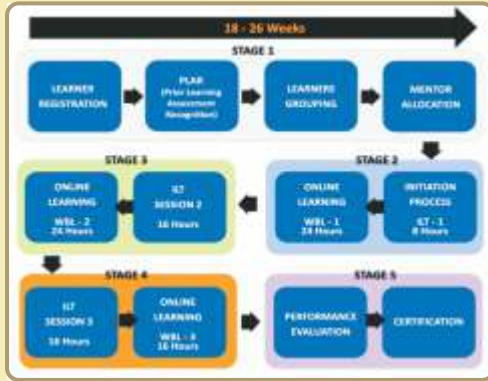 18 - 26 Weeks
STAGE 1
LEARNER
REGISTRATION
PLAR
(Prior Learning
Assessment
Recognition)
LEARNERS
GROUPING
MENTOR
ALLOCATION
STAGE 3
ONLINE
LEARNING
WBL - 2
24 Hours
ILT
SESSION 2
16 Hours
STAGE 2
ONLINE
LEARNING
WBL - 1
24 Hours
INITIATION
PROCESS
ILT - 1
8 Hours
STAGE 4
ILT
SESSION 3
16 Hours
ONLINE
LEARNING
WBL - 3
16 Hours
STAGE 5
PERFORMANCE
EVALUATION
CERTIFICATION